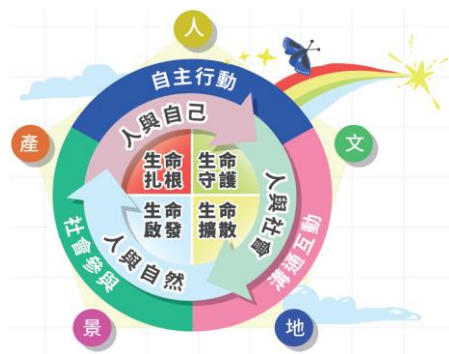 人
自主行動
人與自己
產
文
生命
扎根
生命
守護
人與社會
生命
啟發
生命
擴散
社會參與
人與自然
溝通互動
景
地